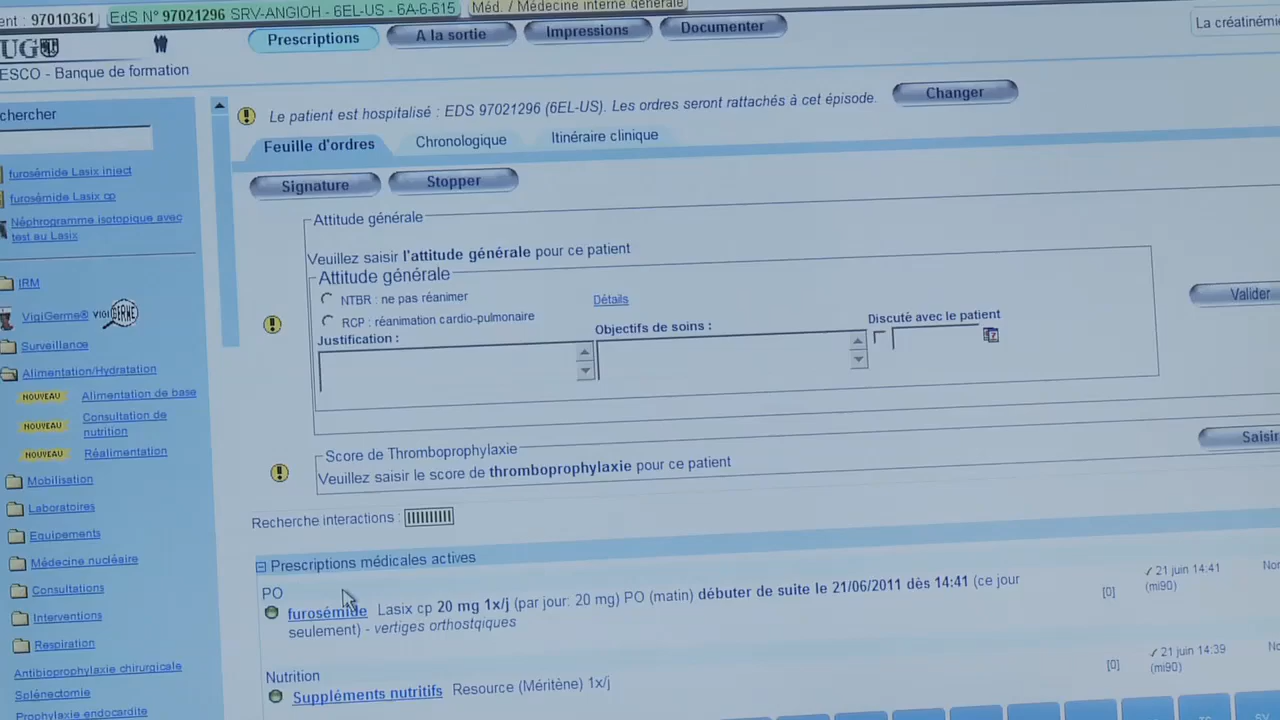 ent : 97010361 EdS N° 97021296 SRV-ANGIOH - 6EL-US - 6A-6-615 Méd. / Médecine interne générale
UG
ESCO - Banque de formation
Prescriptions A la sortie Impressions Documenter
La créatinémi
Le patient est hospitalisé : EDS 97021296 (6EL-US). Les ordres seront rattachés à cet épisode. Changer
chercher
Feuille d'ordres Chronologique Itinéraire clinique
Signature Stopper
furosémide Lasix inject
furosémide Lasix cp
Néphrogramme isotopique avec
test au Lasix
IRM
VigiGerme® VIGIGERME
Surveillance
Alimentation/Hydratation
NOUVEAU Alimentation de base
NOUVEAU Consultation de
nutrition
NOUVEAU Réalimentation
Mobilisation
Laboratoires
Equipements
Médecine nucléaire
Consultations
Interventions
Respiration
Antibioprophylaxie chirurgicale
Splénectomie
Prophylaxie endocardite
Attitude générale
Veuillez saisir l'attitude générale pour ce patient
Attitude générale
NTBR : ne pas réanimer Détails
RCP : réanimation cardio-pulmonaire
Justification : Objectifs de soins : Discuté avec le patient
Valider
Score de Thromboprophylaxie
Veuillez saisir le score de thromboprophylaxie pour ce patient
Saisir
Recherche interactions :
Prescriptions médicales actives
PO
furosémide Lasix cp 20 mg 1x/j (par jour: 20 mg) PO (matin) débuter de suite le 21/06/2011 dès 14:41 (ce jour
seulement) - vertiges orthostqiques
[0] ✓ 21 juin 14:41
(mi90)
Nor
Nutrition
Suppléments nutritifs Resource (Méritène) 1x/j
[0] ✓ 21 juin 14:39
(mi90)
No